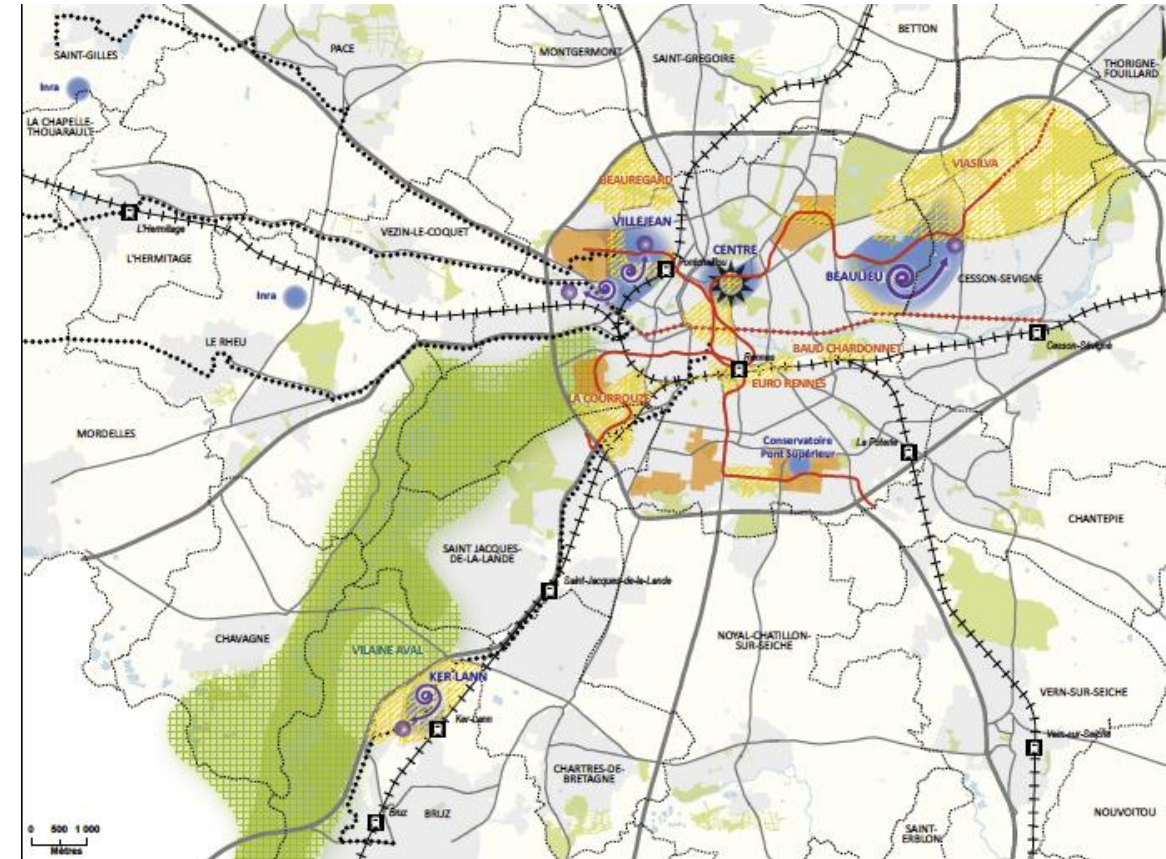 BETTON
PACE
MONTGERMONT
SAINT-GREGOIRE
SAINT-GILLES
THORIGNE-
FOUILLARD
Inra
LA CHAPELLE-
THOUARAULT
VIASILVA
BEAUREGARD
VILLEJEAN
L'Hermitage
VEZIN-LE-COQUET
CENTRE
L'HERMITAGE
Pontchaillou
BEAULIEU
CESSON-SEVIGNE
Inra
LE RHEU
BAUD CHARDONNET
Cesson-Sévigné
Rennes
EURO RENNES
LA COURROUZE
MORDELLES
Conservatoire
Pont Supérieur
La Poterie
CHANTEPIE
SAINT JACQUES-
DE-LA-LANDE
Saint-Jacques-de-la-Lande
CHAVAGNE
NOYAL-CHATILLON-
SUR-SEICHE
VILAINE AVAL
KER LANN
VERN-SUR-SEICHE
Ker-Lann
Vern-sur-Seiche
CHARTRES-DE-
BRETAGNE
Bruz
BRUZ
NOUVOITOU
SAINT-
ERBLON
0 500 1 000
Mètres